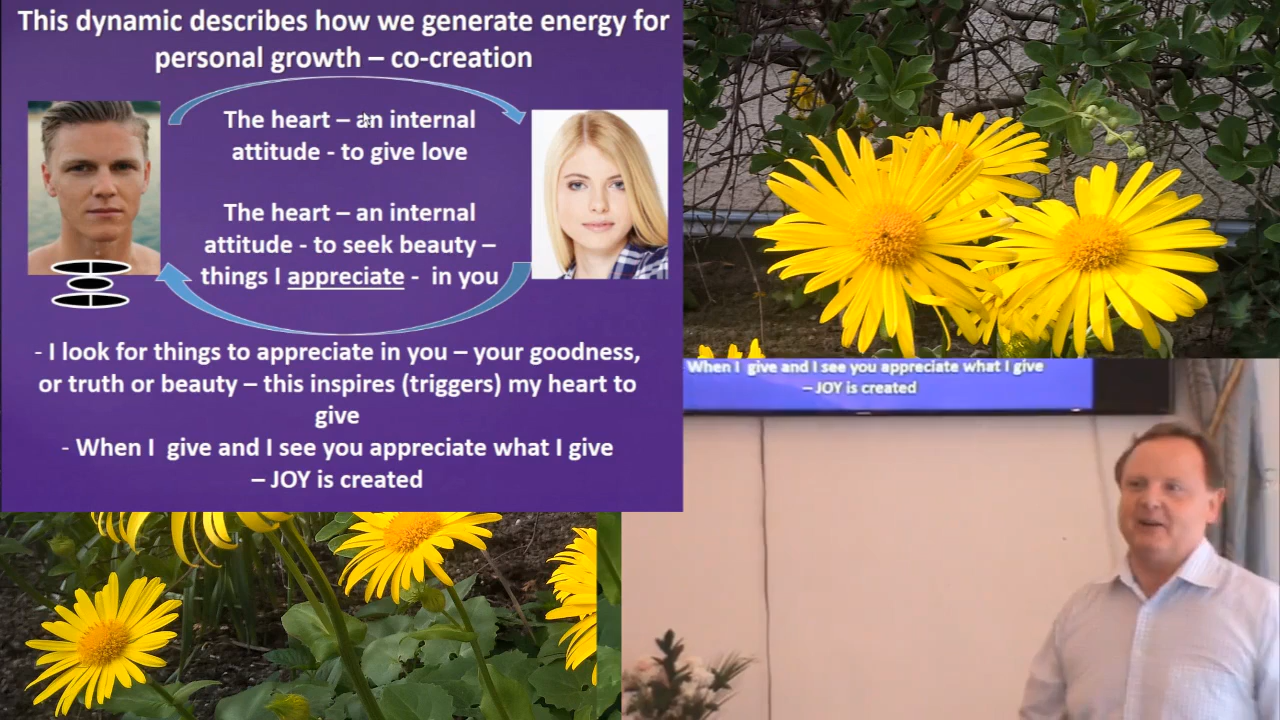 This dynamic describes how we generate energy for
personal growth – co-creation
The heart – an internal
attitude - to give love
The heart – an internal
attitude - to seek beauty –
things I appreciate -  in you
- I look for things to appreciate in you – your goodness,
or truth or beauty – this inspires (triggers) my heart to
give
- When I  give and I see you appreciate what I give
– JOY is created
When I  give and I see you appreciate what I give
– JOY is created